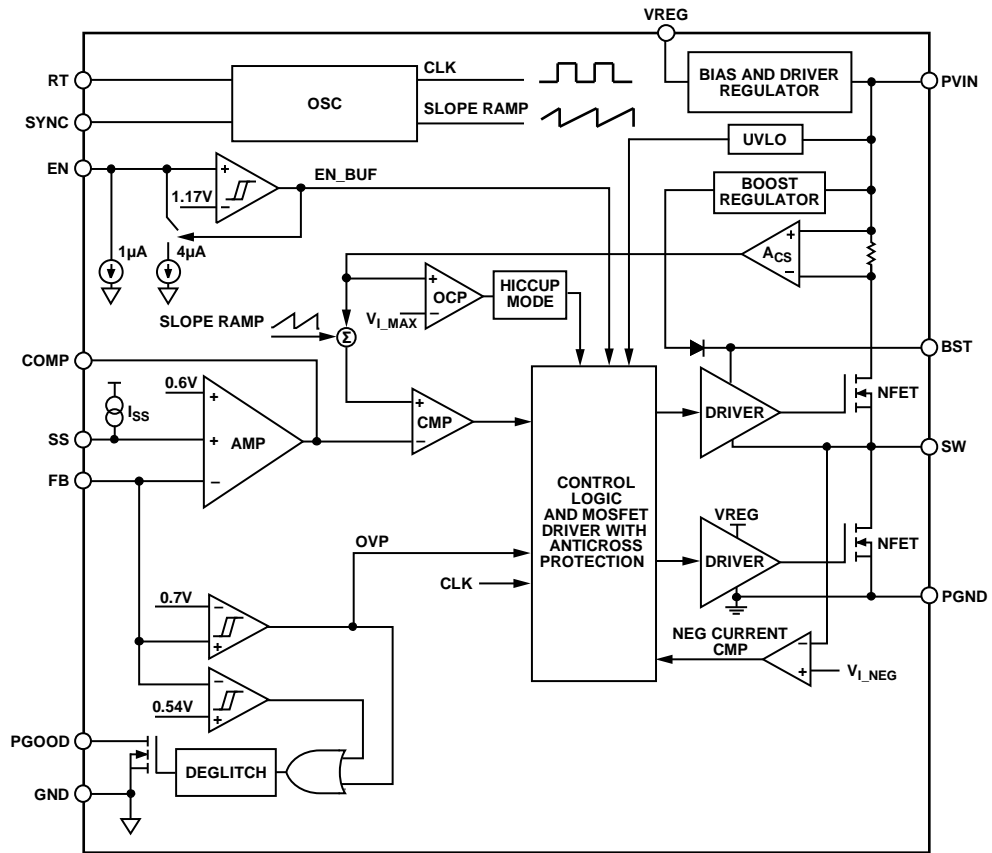 VREG
RT
SYNC
OSC
CLK
SLOPE RAMP
BIAS AND DRIVER
REGULATOR
PVIN
UVLO
EN
1.17V
EN_BUF
BOOST
REGULATOR
1µA
4µA
ACS
OCP
VI_MAX
HICCUP
MODE
SLOPE RAMP
Σ
COMP
BST
0.6V
ISS
SS
AMP
CMP
DRIVER
NFET
SW
FB
CONTROL
LOGIC
AND MOSFET
DRIVER WITH
ANTICROSS
PROTECTION
VREG
DRIVER
NFET
OVP
CLK
PGND
0.7V
NEG CURRENT
CMP
VI_NEG
0.54V
PGOOD
DEGLITCH
GND